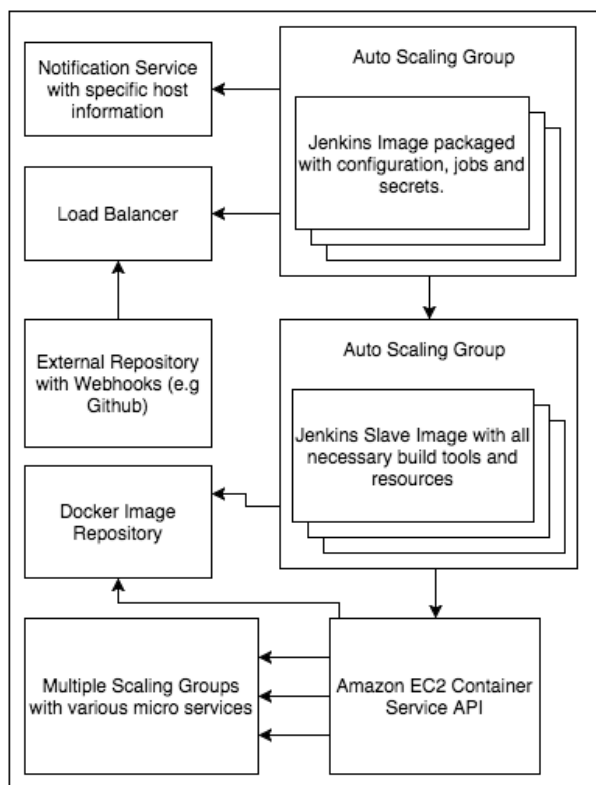 Notification Service
with specific host
information
Auto Scaling Group
Jenkins Image packaged
with configuration, jobs and
secrets.
Load Balancer
External Repository
with Webhooks (e.g
Github)
Auto Scaling Group
Jenkins Slave Image with all
necessary build tools and
resources
Docker Image
Repository
Multiple Scaling Groups
with various micro services
Amazon EC2 Container
Service API